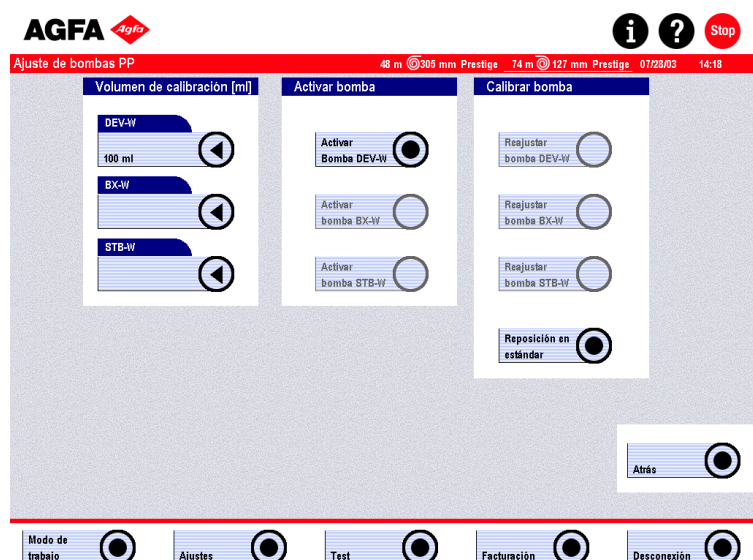 AGFA Agfa
i ? Stop
Ajuste de bombas PP 48 m 305 mm Prestige 74 m 127 mm Prestige 07/28/03 14:18
Volumen de calibración [ml]
DEV-W
100 ml
BX-W
STB-W
Activar bomba
Activar
Bomba DEV-W
Activar
bomba BX-W
Activar
bomba STB-W
Calibrar bomba
Reajustar
bomba DEV-W
Reajustar
bomba BX-W
Reajustar
bomba STB-W
Reposición en
estándar
Atrás
Modo de
trabajo
Ajustes
Test
Facturación
Desconexión